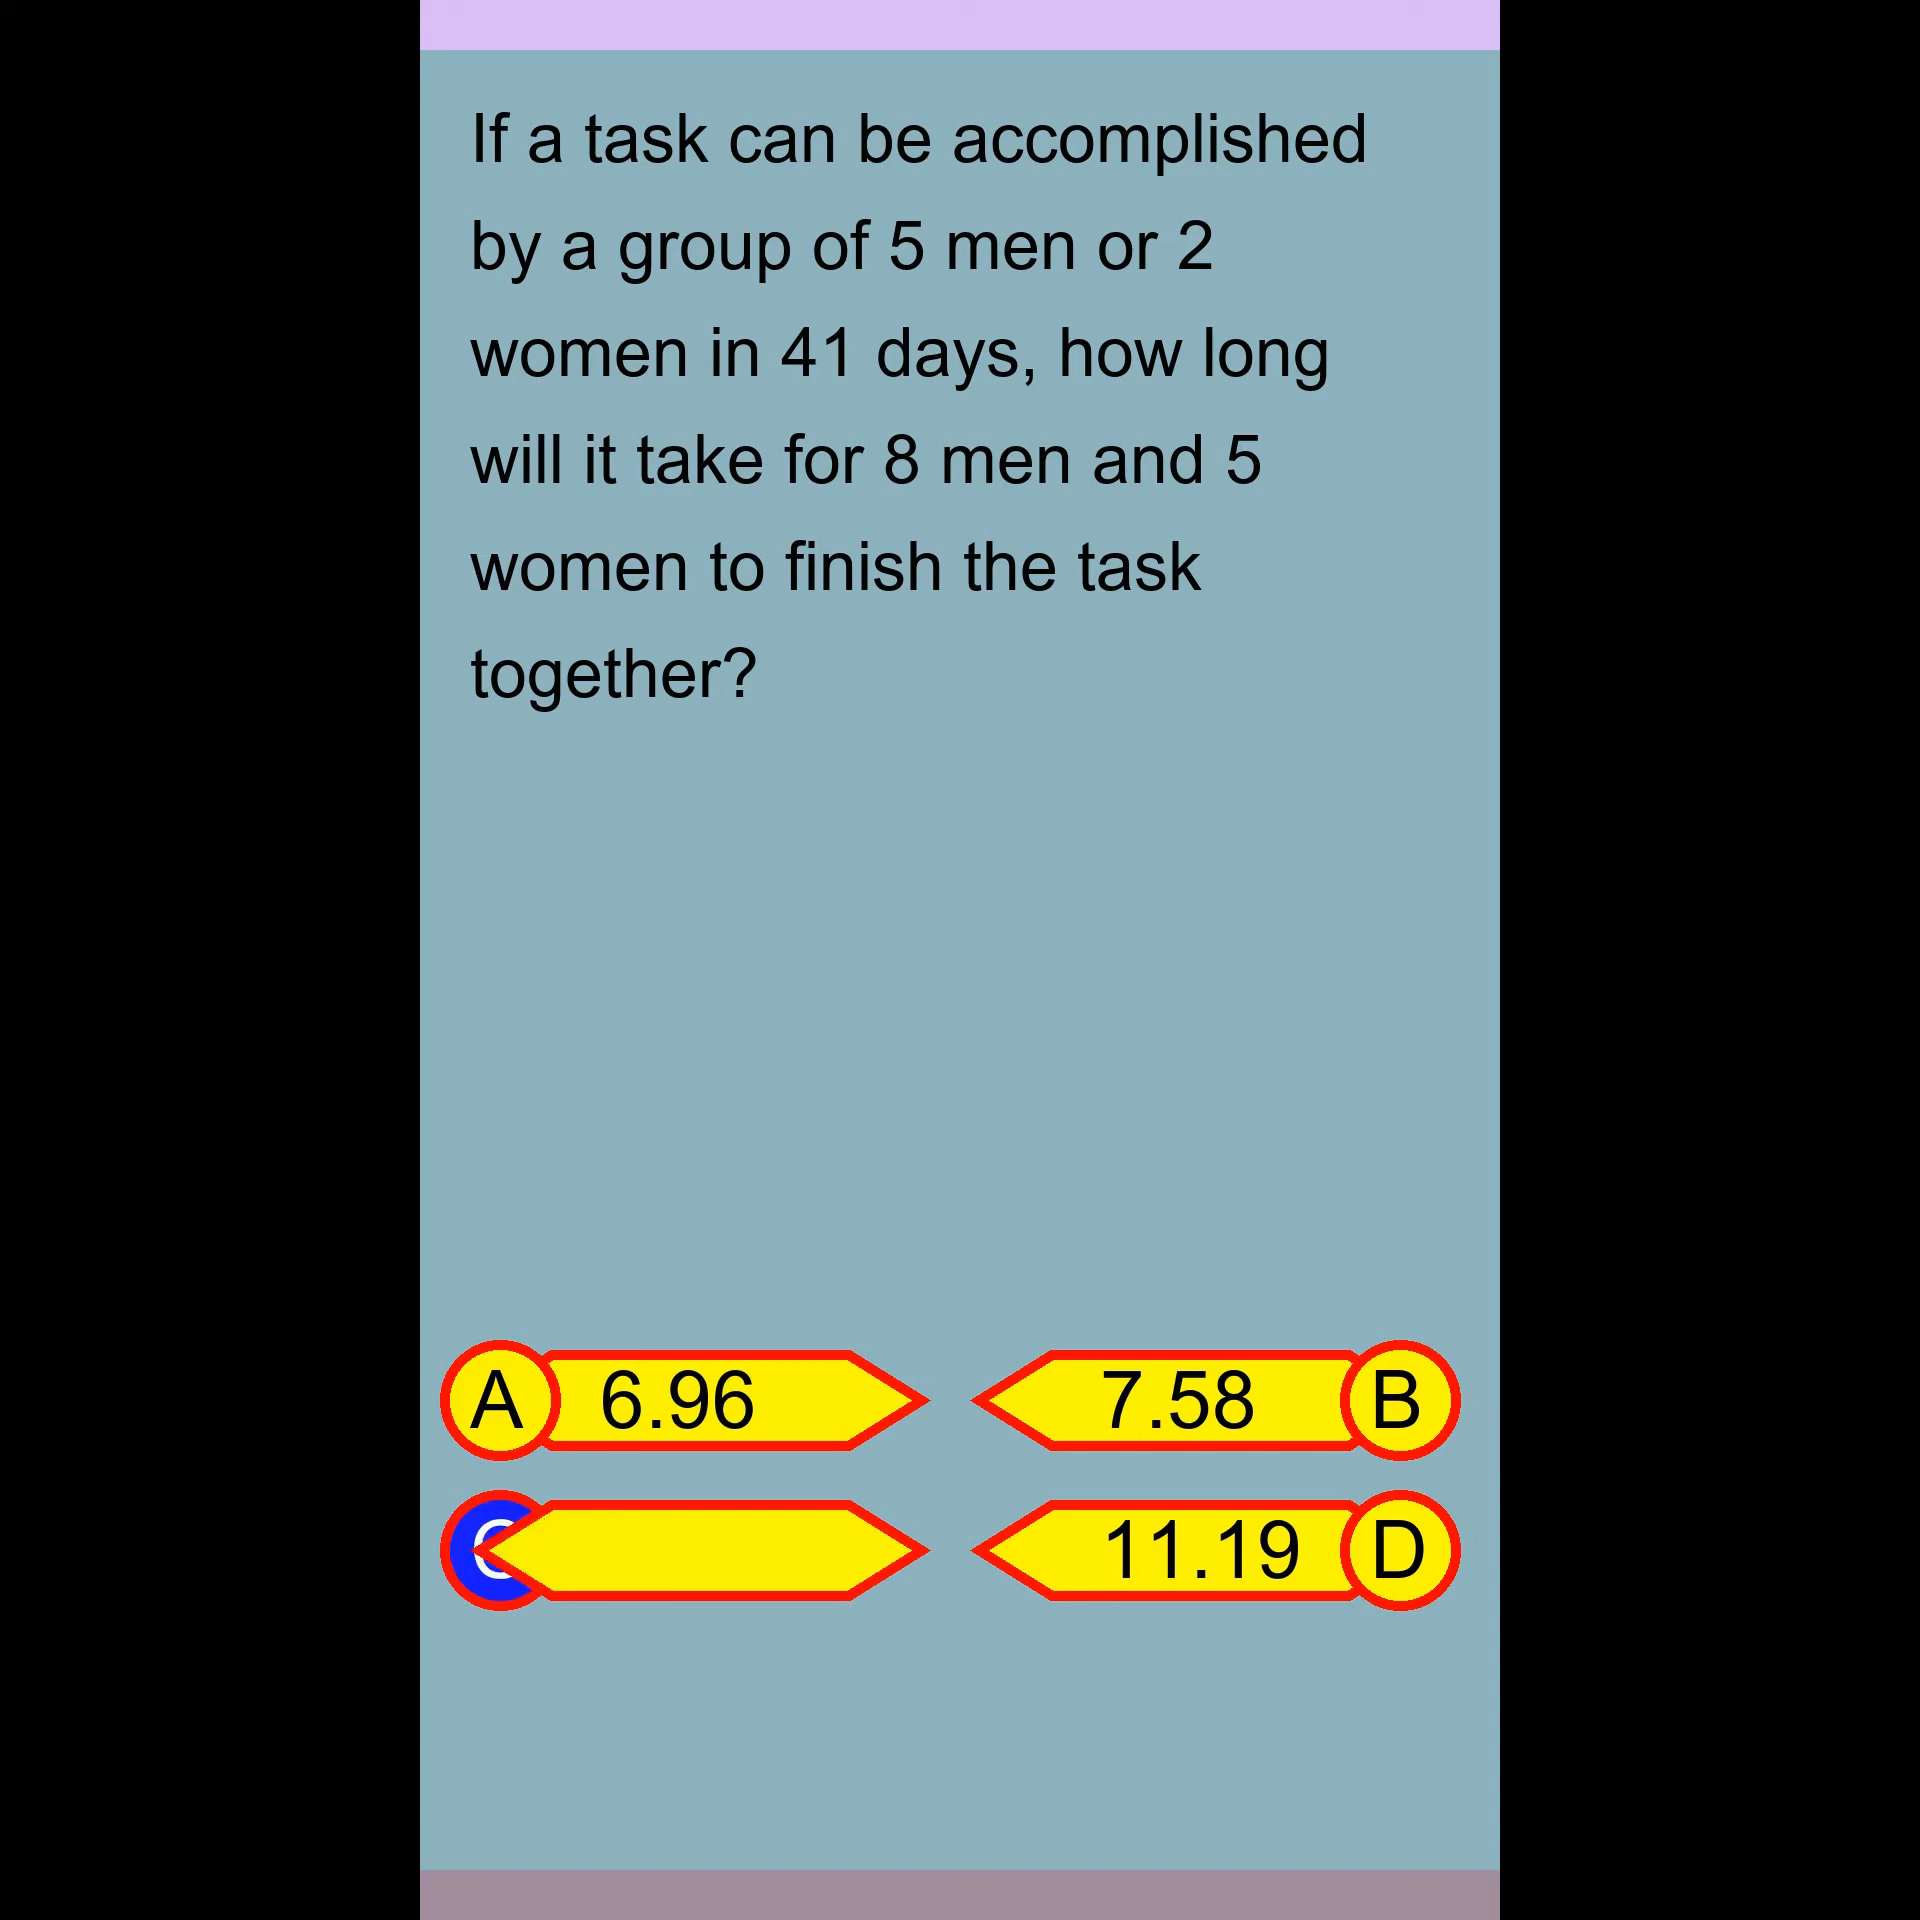 If a task can be accomplished
by a group of 5 men or 2
women in 41 days, how long
will it take for 8 men and 5
women to finish the task
together?
A 6.96
7.58 B
C
11.19 D